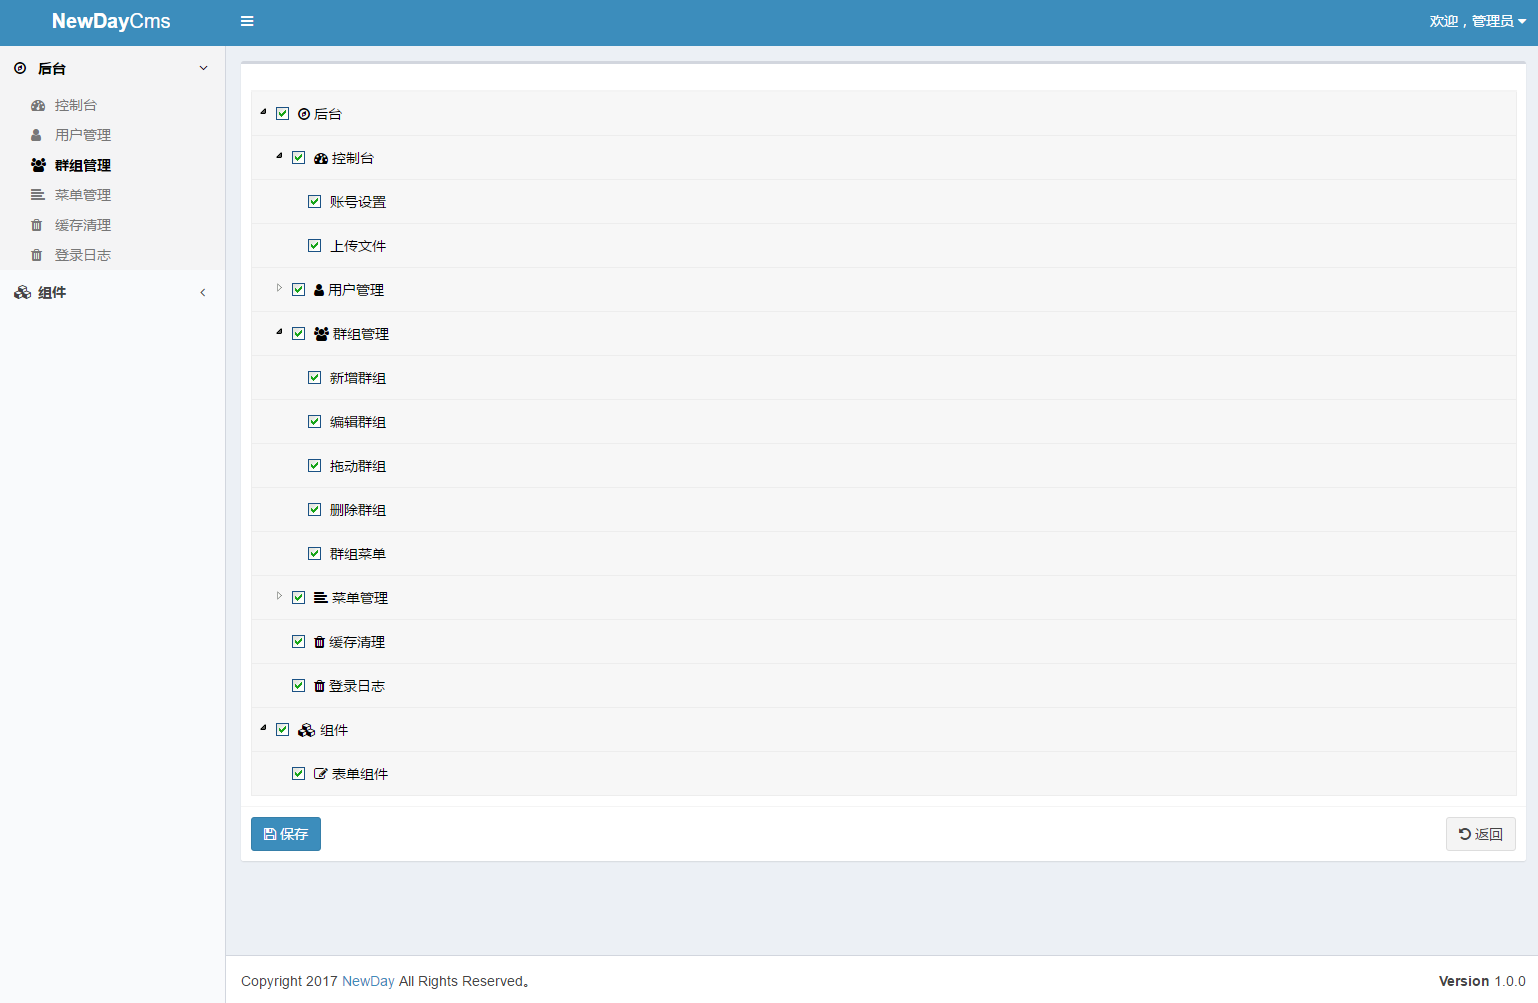 NewDayCms
欢迎，管理员
后台
控制台
用户管理
群组管理
菜单管理
缓存清理
登录日志
组件
后台
控制台
账号设置
上传文件
用户管理
群组管理
新增群组
编辑群组
拖动群组
删除群组
群组菜单
菜单管理
缓存清理
登录日志
组件
表单组件
保存
返回
Copyright 2017 NewDay All Rights Reserved。
Version 1.0.0